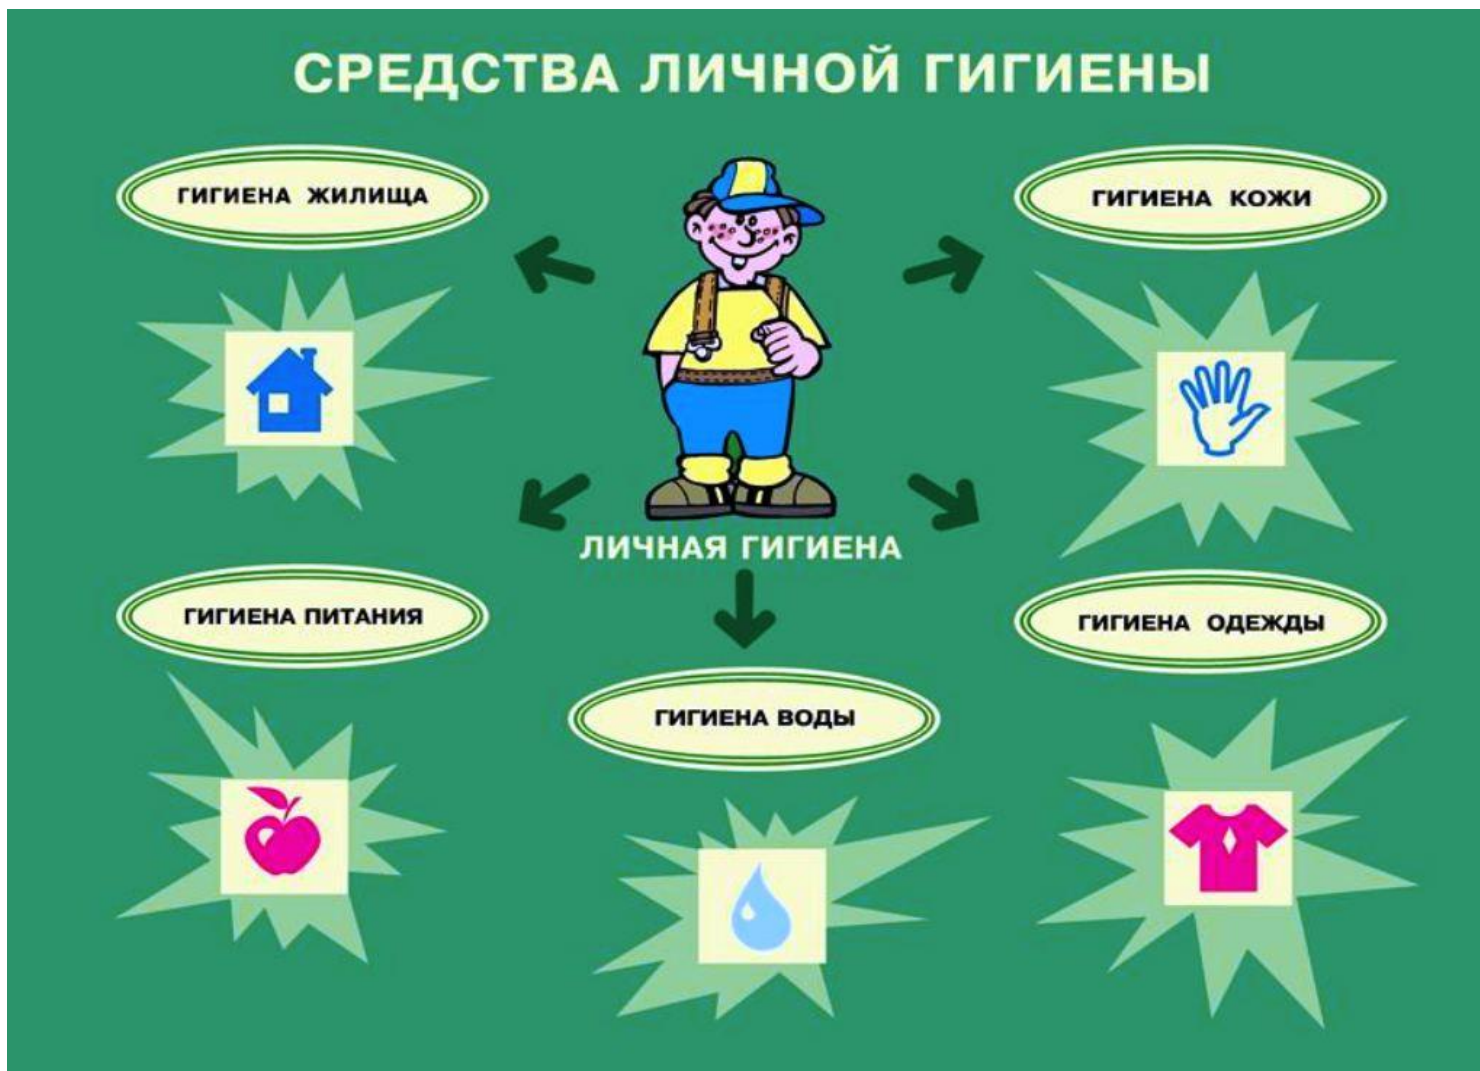 СРЕДСТВА ЛИЧНОЙ ГИГИЕНЫ
ГИГИЕНА ЖИЛИЩА
ГИГИЕНА КОЖИ
ЛИЧНАЯ ГИГИЕНА
ГИГИЕНА ПИТАНИЯ
ГИГИЕНА ОДЕЖДЫ
ГИГИЕНА ВОДЫ